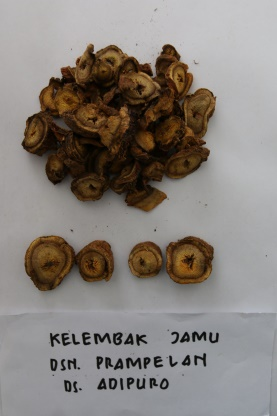 KELEMBAK JAMU
DSN. PRAMPELAN
DS. ADIPURO